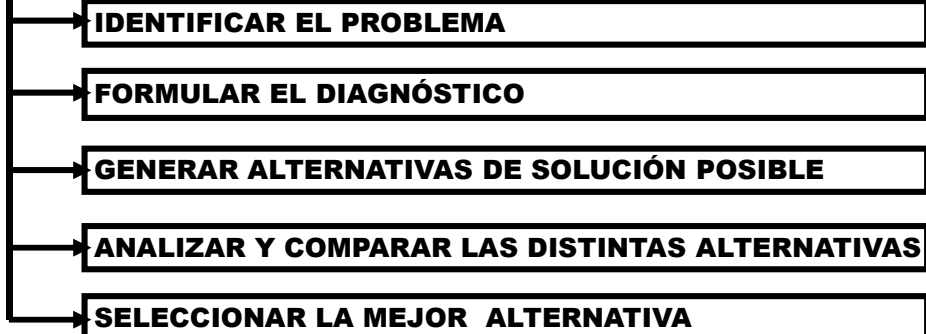 IDENTIFICAR EL PROBLEMA
FORMULAR EL DIAGNÓSTICO
GENERAR ALTERNATIVAS DE SOLUCIÓN POSIBLE
ANALIZAR Y COMPARAR LAS DISTINTAS ALTERNATIVAS
SELECCIONAR LA MEJOR ALTERNATIVA